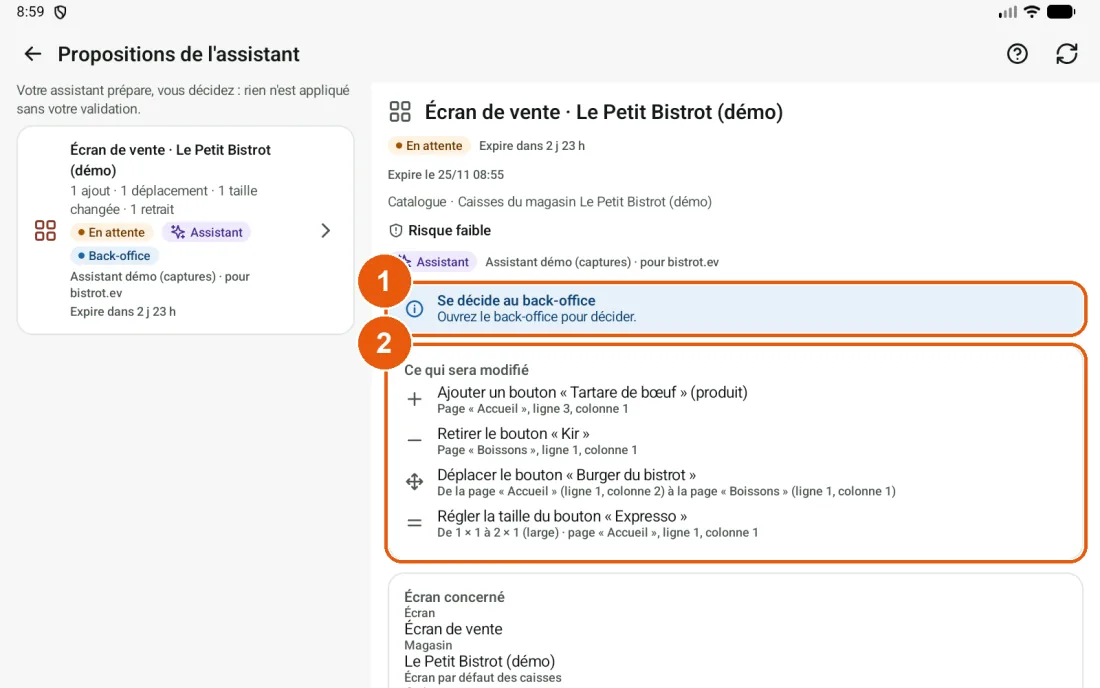 8:59
Propositions de l'assistant
Votre assistant prépare, vous décidez : rien n'est appliqué
sans votre validation.
Écran de vente · Le Petit Bistrot
(démo)
1 ajout · 1 déplacement · 1 taille
changée · 1 retrait
En attente
Assistant
Back-office
Assistant démo (captures) · pour
bistrot.ev
Expire dans 2 j 23 h
Écran de vente · Le Petit Bistrot (démo)
En attente Expire dans 2 j 23 h
Expire le 25/11 08:55
Catalogue · Caisses du magasin Le Petit Bistrot (démo)
Risque faible
Assistant Assistant démo (captures) · pour bistrot.ev
1
Se décide au back-office
Ouvrez le back-office pour décider.
2
Ce qui sera modifié
Ajouter un bouton « Tartare de bœuf » (produit)
Page « Accueil », ligne 3, colonne 1
Retirer le bouton « Kir »
Page « Boissons », ligne 1, colonne 1
Déplacer le bouton « Burger du bistrot »
De la page « Accueil » (ligne 1, colonne 2) à la page « Boissons » (ligne 1, colonne 1)
Régler la taille du bouton « Expresso »
De 1 × 1 à 2 × 1 (large) · page « Accueil », ligne 1, colonne 1
Écran concerné
Écran
Écran de vente
Magasin
Le Petit Bistrot (démo)
Écran par défaut des caisses